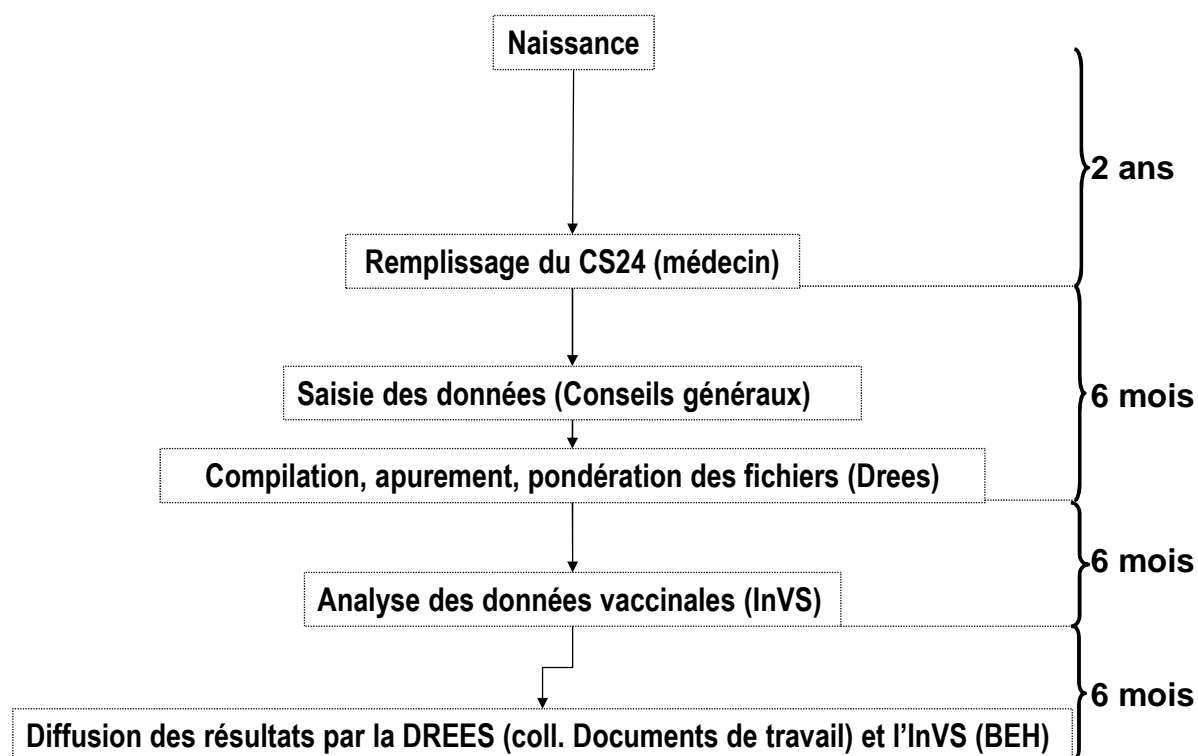 Naissance
2 ans
Remplissage du CS24 (médecin)
Saisie des données (Conseils généraux)
6 mois
Compilation, apurement, pondération des fichiers (Drees)
6 mois
Analyse des données vaccinales (InVS)
6 mois
Diffusion des résultats par la DREES (coll. Documents de travail) et l'InVS (BEH)